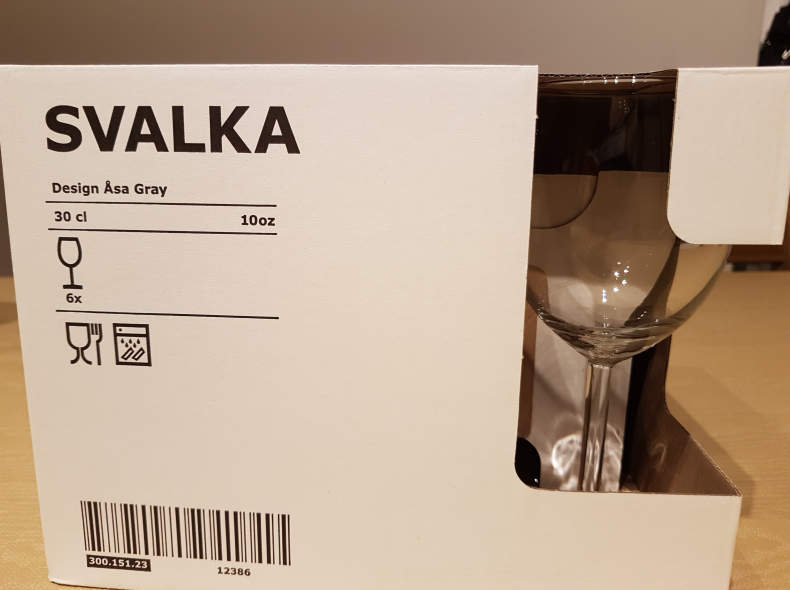 SVALKA
Design Åsa Gray
30 cl 10oz
6x
300.151.23
12386